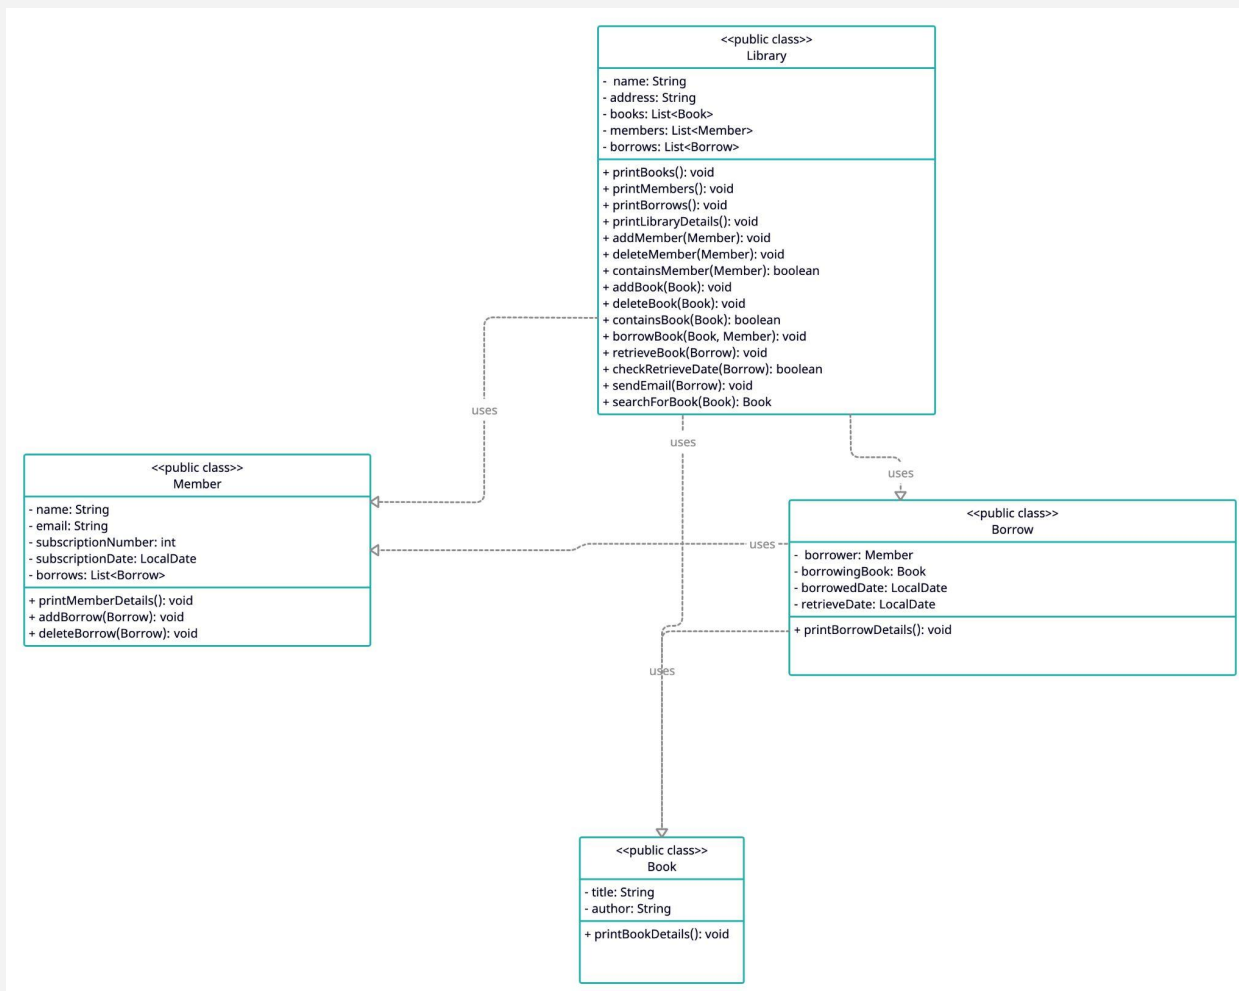 <<public class>>
Library
- name: String
- address: String
- books: List<Book>
- members: List<Member>
- borrows: List<Borrow>
+ printBooks(): void
+ printMembers(): void
+ printBorrows(): void
+ printLibraryDetails(): void
+ addMember(Member): void
+ deleteMember(Member): void
+ containsMember(Member): boolean
+ addBook(Book): void
+ deleteBook(Book): void
+ containsBook(Book): boolean
+ borrowBook(Book, Member): void
+ retrieveBook(Borrow): void
+ checkRetrieveDate(Borrow): boolean
+ sendEmail(Borrow): void
+ searchForBook(Book): Book
uses
uses
uses
<<public class>>
Member
- name: String
- email: String
- subscriptionNumber: int
- subscriptionDate: LocalDate
- borrows: List<Borrow>
+ printMemberDetails(): void
+ addBorrow(Borrow): void
+ deleteBorrow(Borrow): void
uses
<<public class>>
Borrow
- borrower: Member
- borrowingBook: Book
- borrowedDate: LocalDate
- retrieveDate: LocalDate
+ printBorrowDetails(): void
uses
<<public class>>
Book
- title: String
- author: String
+ printBookDetails(): void